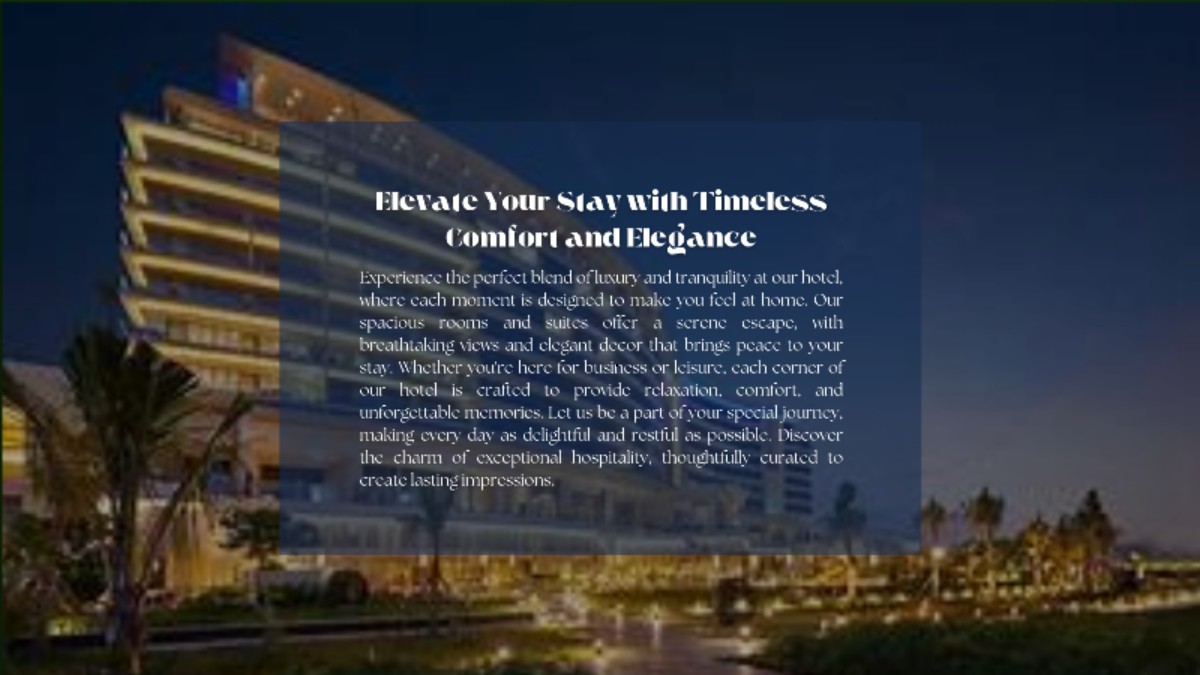 Elevate Your Stay with Timeless
Comfort and Elegance
Experience the perfect blend of luxury and tranquility at our hotel,
where each moment is designed to make you feel at home. Our
spacious rooms and suites offer a serene escape, with
breathtaking views and elegant decor that brings peace to your
stay. Whether you're here for business or leisure, each corner of
our hotel is crafted to provide relaxation, comfort, and
unforgettable memories. Let us be a part of your special journey,
making every day as delightful and restful as possible. Discover
the charm of exceptional hospitality, thoughtfully curated to
create lasting impressions.